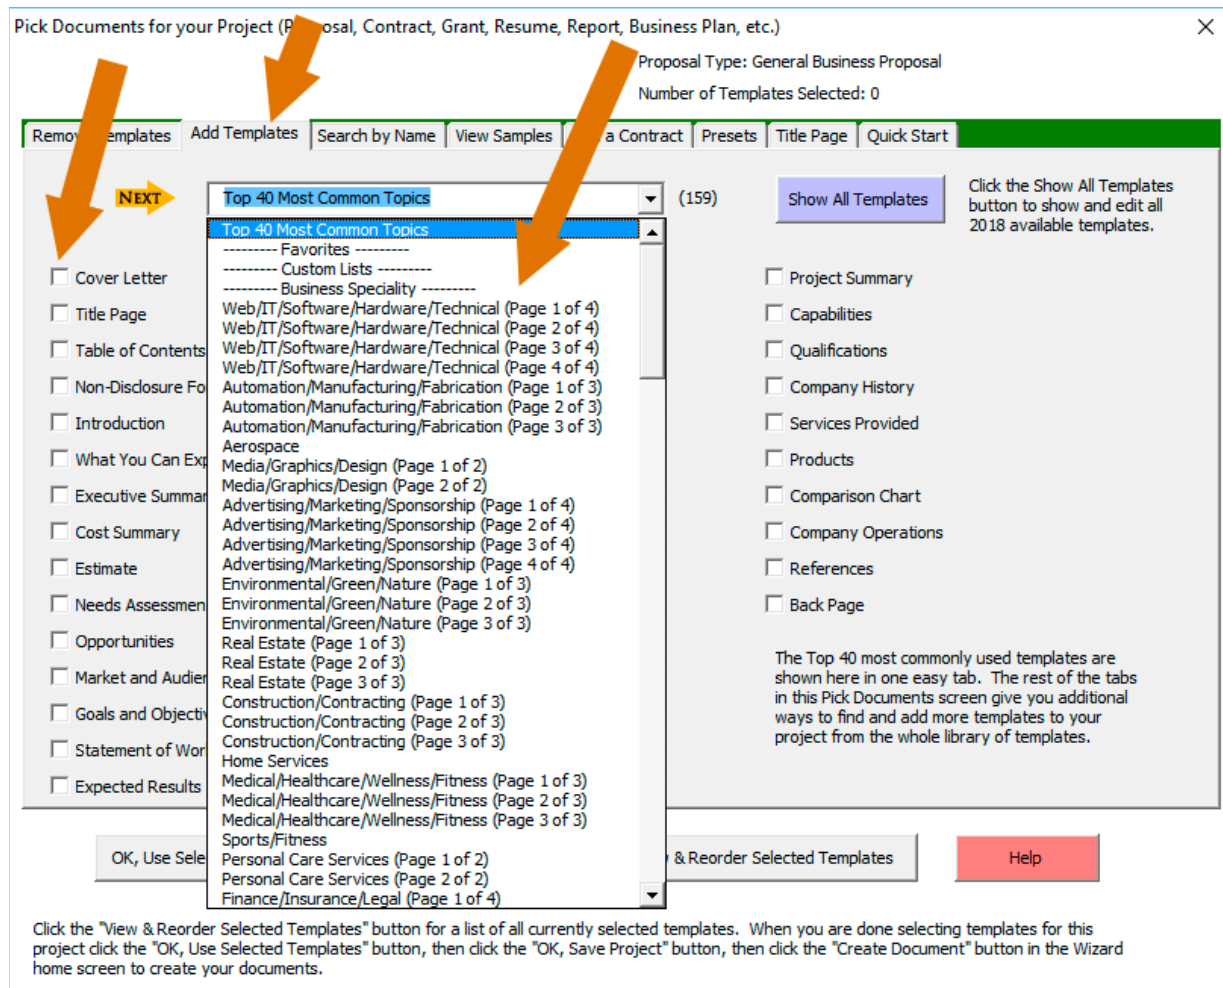 Pick Documents for your Project (P osal, Contract, Grant, Resume, Report, Business Plan, etc.)
Proposal Type: General Business Proposal
Number of Templates Selected: 0
Remov emplates
Add Templates
Search by Name
View Samples
a Contract
Presets
Title Page
Quick Start
NEXT
Top 40 Most Common Topics
(159)
Show All Templates
Click the Show All Templates
button to show and edit all
2018 available templates.
Top 40 Most Common Topics
--------- Favorites ---------
--------- Custom Lists ---------
--------- Business Speciality ---------
Web/IT/Software/Hardware/Technical (Page 1 of 4)
Web/IT/Software/Hardware/Technical (Page 2 of 4)
Web/IT/Software/Hardware/Technical (Page 3 of 4)
Web/IT/Software/Hardware/Technical (Page 4 of 4)
Automation/Manufacturing/Fabrication (Page 1 of 3)
Automation/Manufacturing/Fabrication (Page 2 of 3)
Automation/Manufacturing/Fabrication (Page 3 of 3)
Aerospace
Media/Graphics/Design (Page 1 of 2)
Media/Graphics/Design (Page 2 of 2)
Advertising/Marketing/Sponsorship (Page 1 of 4)
Advertising/Marketing/Sponsorship (Page 2 of 4)
Advertising/Marketing/Sponsorship (Page 3 of 4)
Advertising/Marketing/Sponsorship (Page 4 of 4)
Environmental/Green/Nature (Page 1 of 3)
Environmental/Green/Nature (Page 2 of 3)
Environmental/Green/Nature (Page 3 of 3)
Real Estate (Page 1 of 3)
Real Estate (Page 2 of 3)
Real Estate (Page 3 of 3)
Construction/Contracting (Page 1 of 3)
Construction/Contracting (Page 2 of 3)
Construction/Contracting (Page 3 of 3)
Home Services
Medical/Healthcare/Wellness/Fitness (Page 1 of 3)
Medical/Healthcare/Wellness/Fitness (Page 2 of 3)
Medical/Healthcare/Wellness/Fitness (Page 3 of 3)
Sports/Fitness
Personal Care Services (Page 1 of 2)
Personal Care Services (Page 2 of 2)
Finance/Insurance/Legal (Page 1 of 4)
Cover Letter
Title Page
Table of Contents
Non-Disclosure Fo
Introduction
What You Can Exp
Executive Summar
Cost Summary
Estimate
Needs Assessmen
Opportunities
Market and Audier
Goals and Objectiv
Statement of Wor
Expected Results
Project Summary
Capabilities
Qualifications
Company History
Services Provided
Products
Comparison Chart
Company Operations
References
Back Page
The Top 40 most commonly used templates are
shown here in one easy tab. The rest of the tabs
in this Pick Documents screen give you additional
ways to find and add more templates to your
project from the whole library of templates.
OK, Use Sele
& Reorder Selected Templates
Help
Click the "View & Reorder Selected Templates" button for a list of all currently selected templates. When you are done selecting templates for this
project click the "OK, Use Selected Templates" button, then click the "OK, Save Project" button, then click the "Create Document" button in the Wizard
home screen to create your documents.